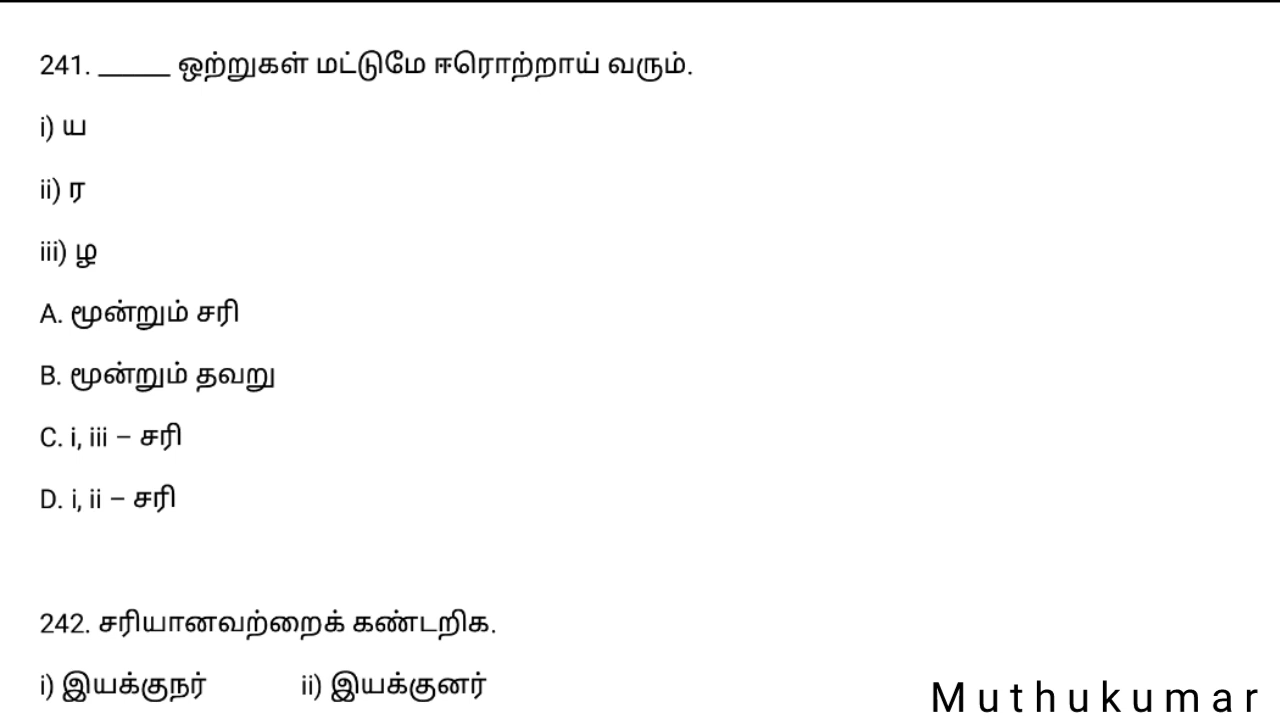 241. _____ ஒற்றுகள் மட்டுமே ஈரொற்றாய் வரும்.
i) ய
ii) ர
iii) ழ
A. மூன்றும் சரி
B. மூன்றும் தவறு
C. i, iii – சரி
D. i, ii – சரி
242. சரியானவற்றைக் கண்டறிக.
i) இயக்குநர் ii) இயக்குனர்
Muthukumar